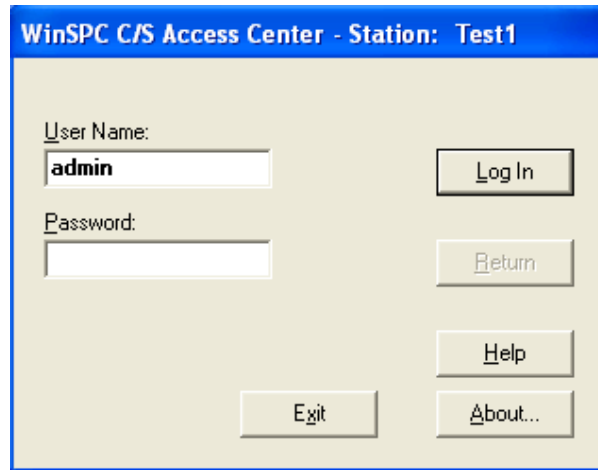 WinSPC C/S Access Center - Station: Test1
User Name:
admin
Log In
Password:
Return
Help
Exit
About...